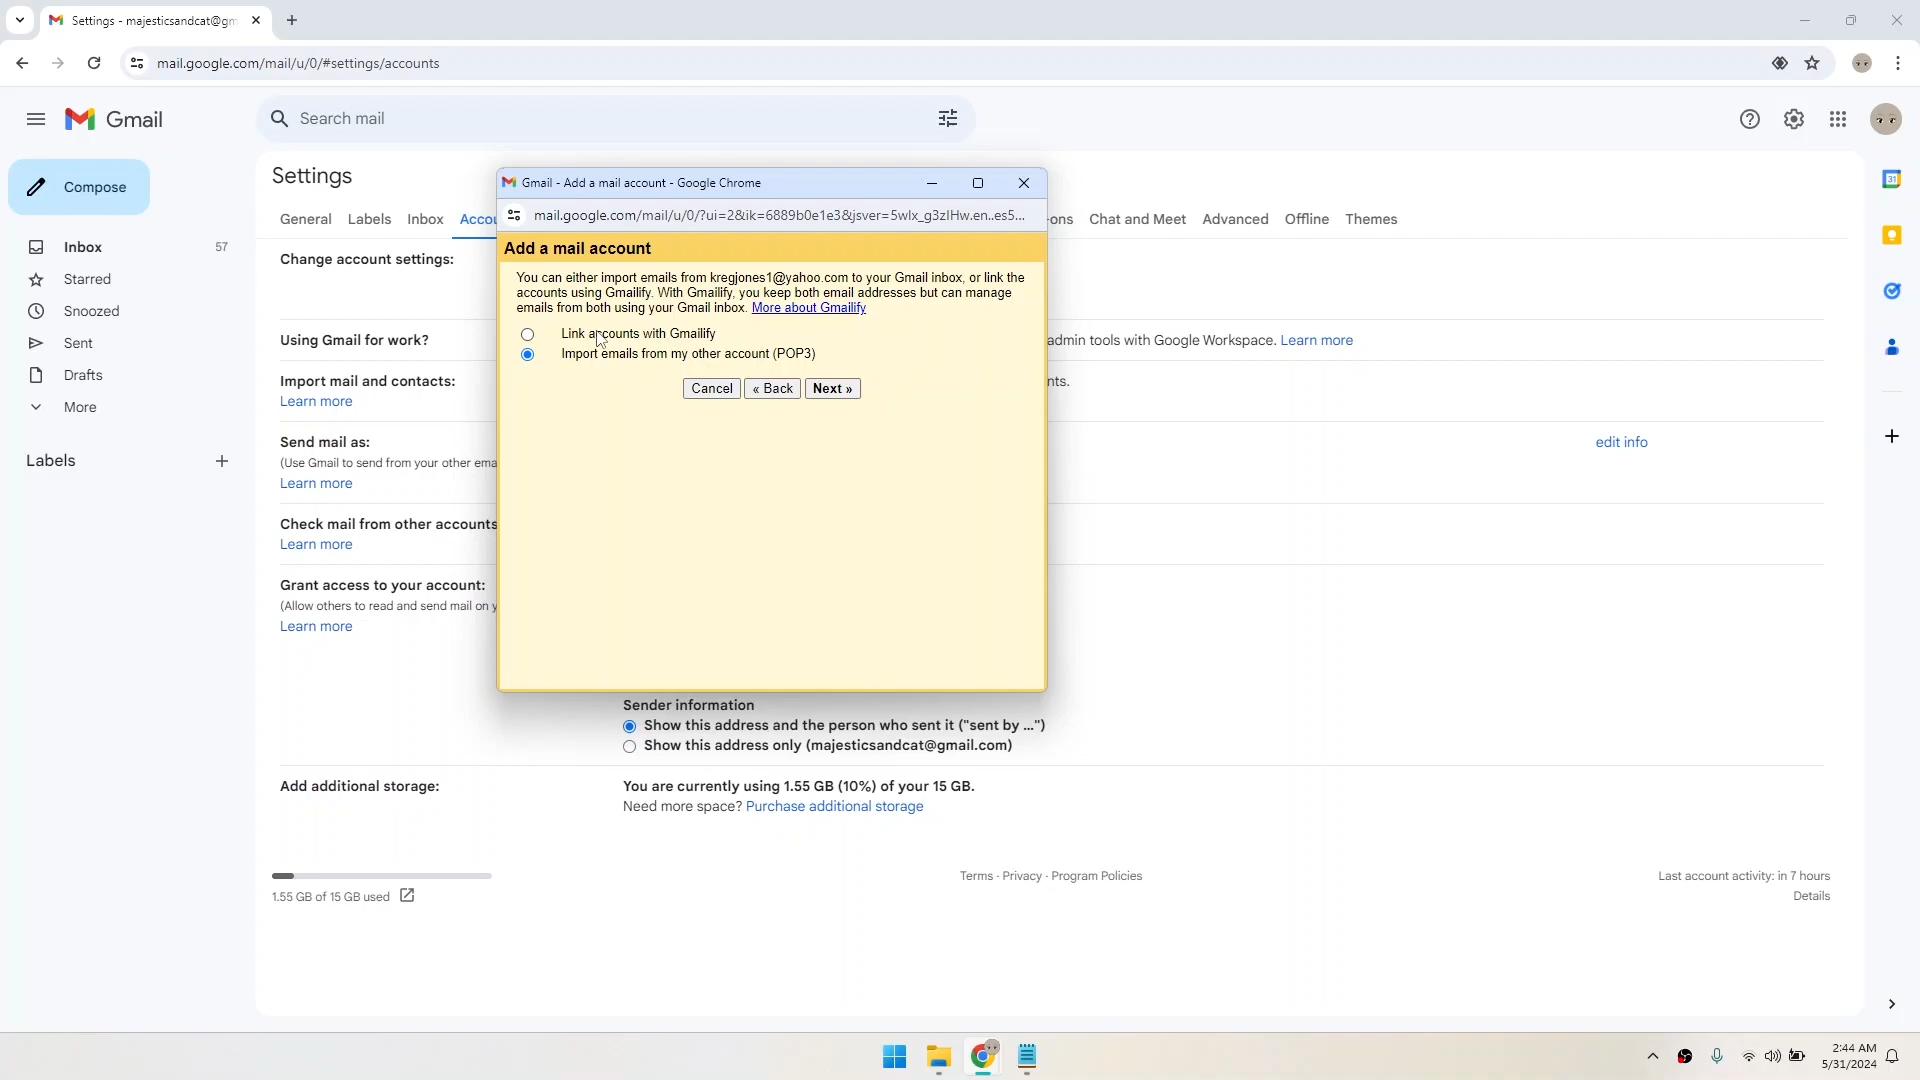 Settings - majesticsandcat@gm
mail.google.com/mail/u/0/#settings/accounts
Gmail
Search mail
Compose
Inbox 57
Starred
Snoozed
Sent
Drafts
More
Labels
Settings
General Labels Inbox Accou
ons Chat and Meet Advanced Offline Themes
Change account settings:
Using Gmail for work?
admin tools with Google Workspace. Learn more
Import mail and contacts:
nts.
Learn more
Send mail as:
edit info
(Use Gmail to send from your other ema
Learn more
Check mail from other accounts
Learn more
Grant access to your account:
(Allow others to read and send mail on y
Learn more
Gmail - Add a mail account - Google Chrome
mail.google.com/mail/u/0/?ui=2&ik=6889b0e1e3&jsver=5wlx_g3zIHw.en..es5...
Add a mail account
You can either import emails from kregjones1@yahoo.com to your Gmail inbox, or link the
accounts using Gmailify. With Gmailify, you keep both email addresses but can manage
emails from both using your Gmail inbox. More about Gmailify
Link accounts with Gmailify
Import emails from my other account (POP3)
Cancel « Back Next »
Sender information
Show this address and the person who sent it ("sent by ...")
Show this address only (majesticsandcat@gmail.com)
Add additional storage:
You are currently using 1.55 GB (10%) of your 15 GB.
Need more space? Purchase additional storage
1.55 GB of 15 GB used
Terms · Privacy · Program Policies
Last account activity: in 7 hours
Details
31
2:44 AM
5/31/2024